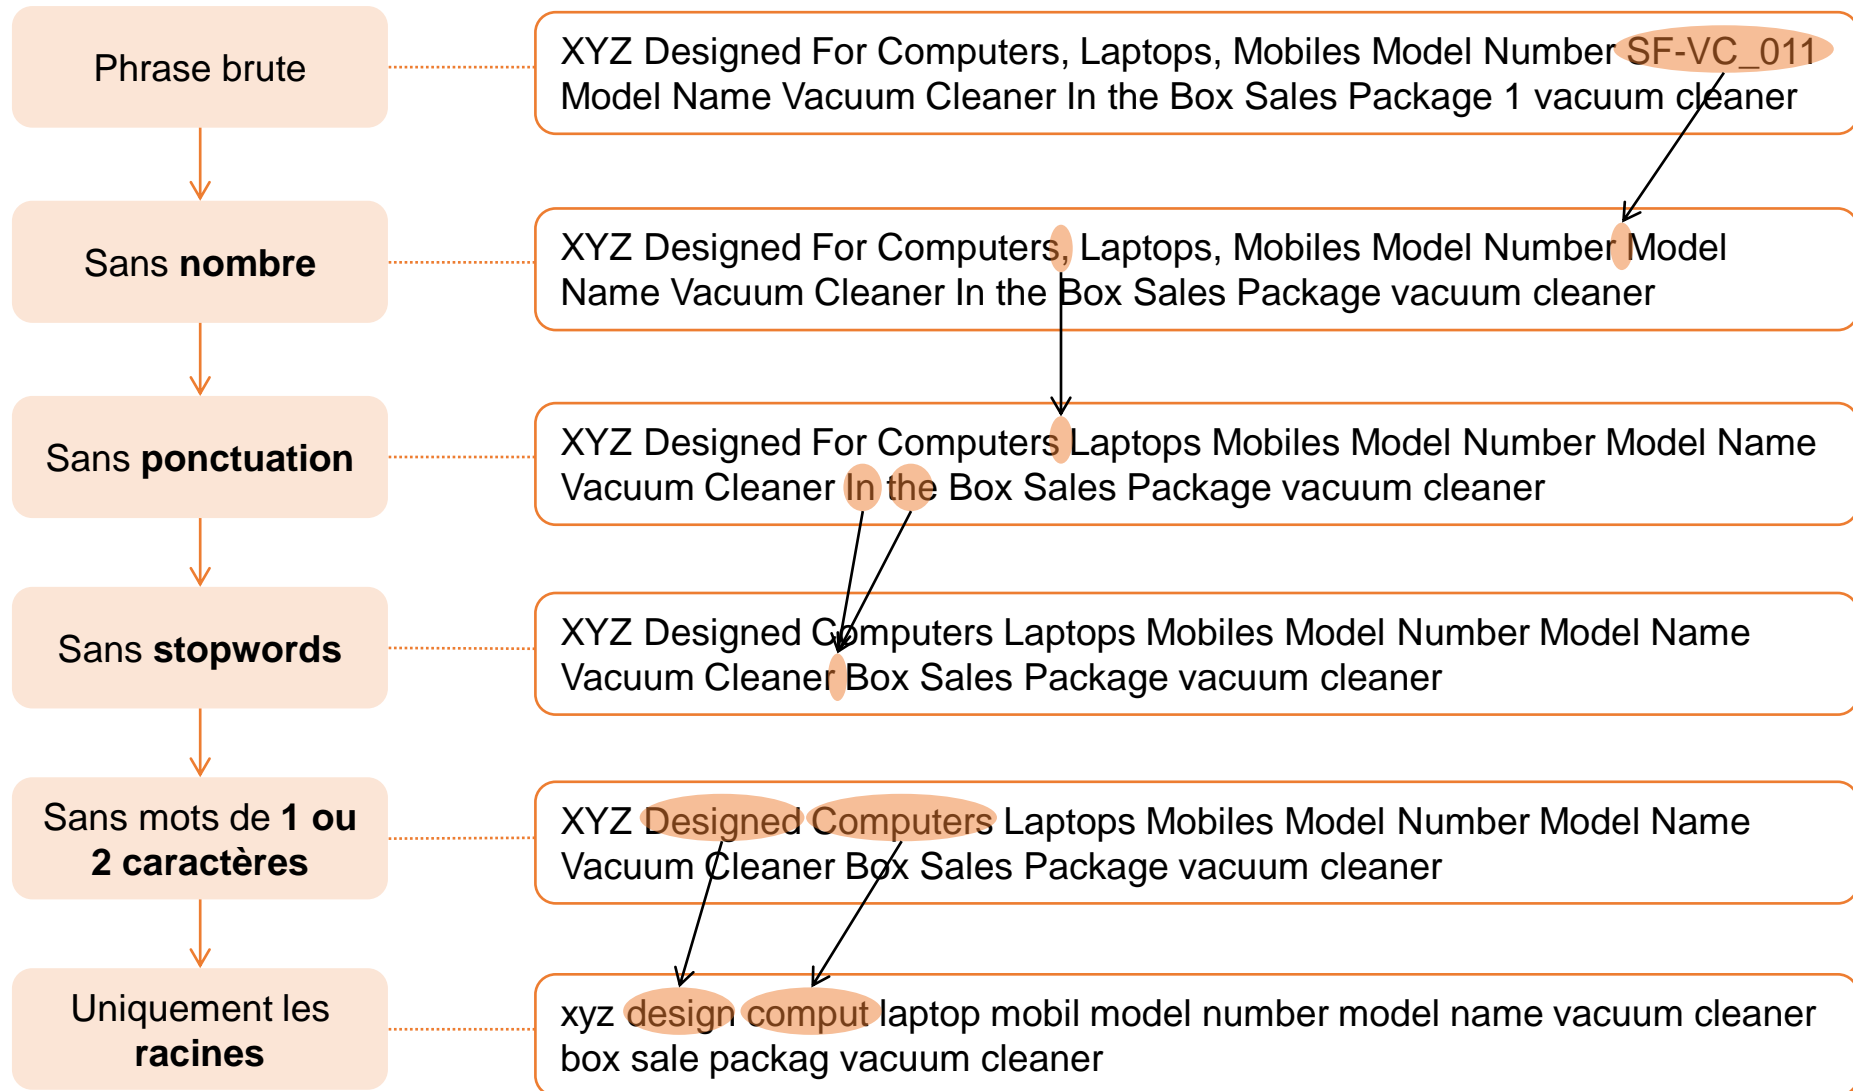 Phrase brute
XYZ Designed For Computers, Laptops, Mobiles Model Number SF-VC_011
Model Name Vacuum Cleaner In the Box Sales Package 1 vacuum cleaner
Sans nombre
XYZ Designed For Computers, Laptops, Mobiles Model Number Model
Name Vacuum Cleaner In the Box Sales Package vacuum cleaner
Sans ponctuation
XYZ Designed For Computers Laptops Mobiles Model Number Model Name
Vacuum Cleaner In the Box Sales Package vacuum cleaner
Sans stopwords
XYZ Designed Computers Laptops Mobiles Model Number Model Name
Vacuum Cleaner Box Sales Package vacuum cleaner
Sans mots de 1 ou
2 caractères
XYZ Designed Computers Laptops Mobiles Model Number Model Name
Vacuum Cleaner Box Sales Package vacuum cleaner
Uniquement les
racines
xyz design comput laptop mobil model number model name vacuum cleaner
box sale packag vacuum cleaner